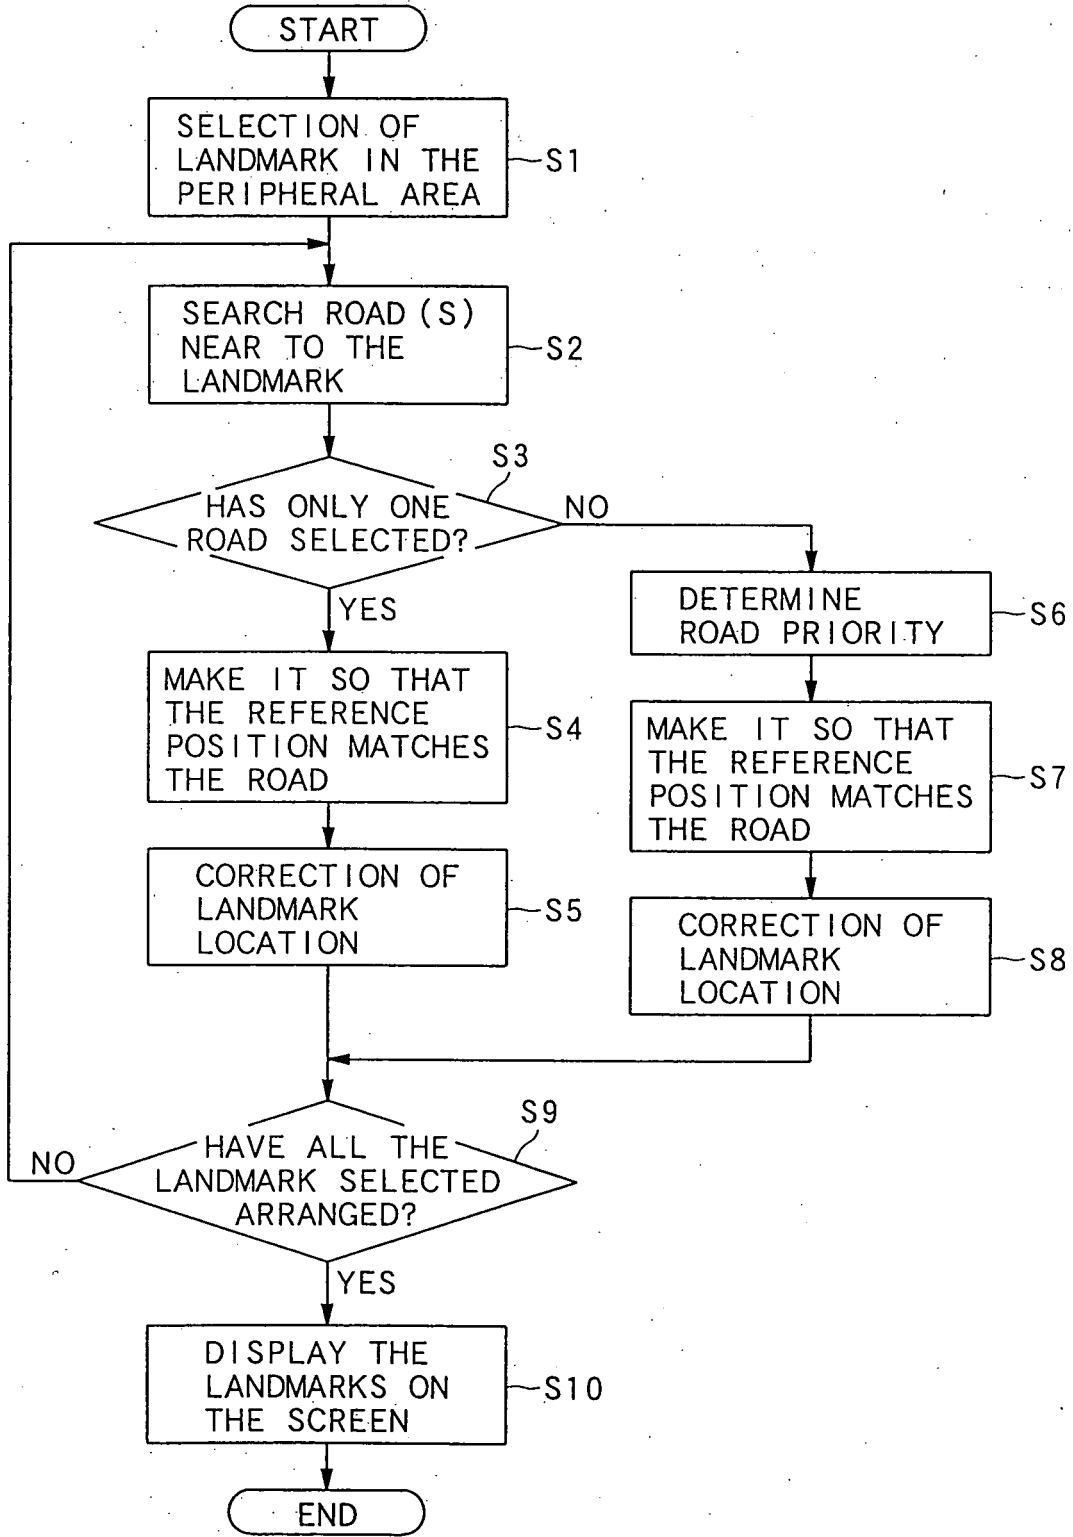 START
SELECTION OF
LANDMARK IN THE
PERIPHERAL AREA
S1
SEARCH ROAD(S)
NEAR TO THE
LANDMARK
S2
S3
HAS ONLY ONE
ROAD SELECTED?
NO
YES
DETERMINE
ROAD PRIORITY
S6
MAKE IT SO THAT
THE REFERENCE
POSITION MATCHES
THE ROAD
S4
MAKE IT SO THAT
THE REFERENCE
POSITION MATCHES
THE ROAD
S7
CORRECTION OF
LANDMARK
LOCATION
S5
CORRECTION OF
LANDMARK
LOCATION
S8
S9
HAVE ALL THE
LANDMARK SELECTED
ARRANGED?
NO
YES
DISPLAY THE
LANDMARKS ON
THE SCREEN
S10
END